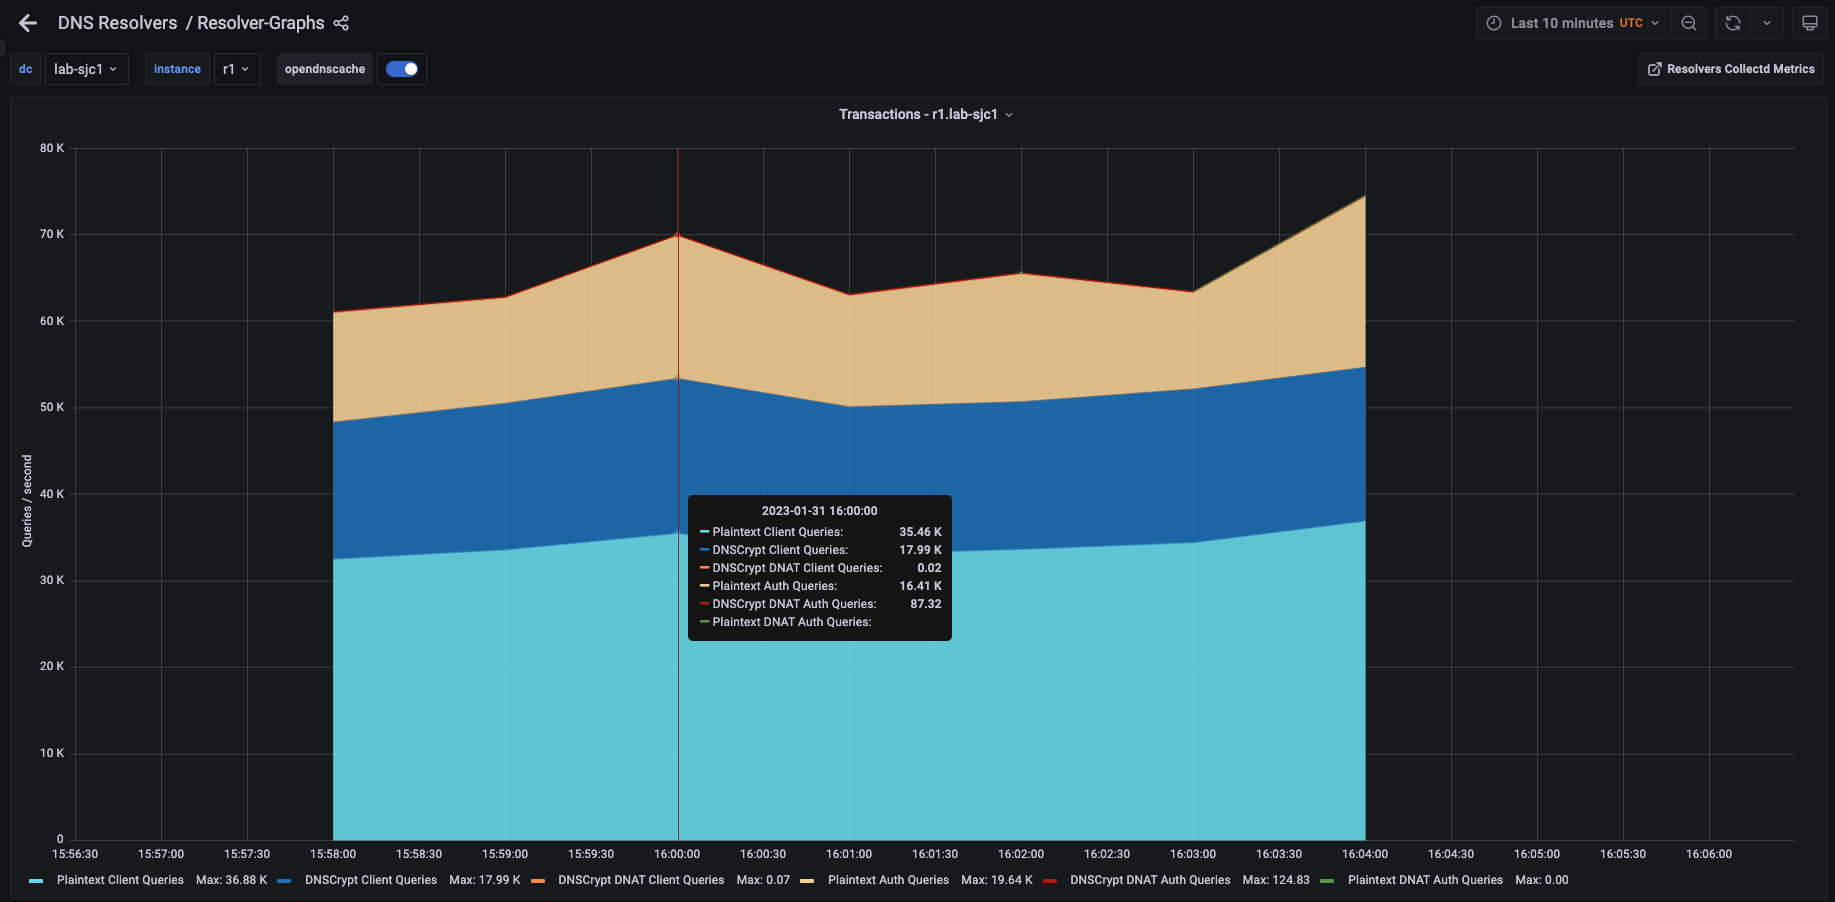 DNS Resolvers / Resolver-Graphs
Last 10 minutes UTC
dc lab-sjc1 instance r1 opendnscache
Resolvers Collectd Metrics
Transactions - r1.lab-sjc1
Queries / second
80 K
70 K
60 K
50 K
40 K
30 K
20 K
10 K
0
2023-01-31 16:00:00
Plaintext Client Queries: 35.46 K
DNSCrypt Client Queries: 17.99 K
DNSCrypt DNAT Client Queries: 0.02
Plaintext Auth Queries: 16.41 K
DNSCrypt DNAT Auth Queries: 87.32
Plaintext DNAT Auth Queries:
15:56:30 15:57:00 15:57:30 15:58:00 15:58:30 15:59:00 15:59:30 16:00:00 16:00:30 16:01:00 16:01:30 16:02:00 16:02:30 16:03:00 16:03:30 16:04:00 16:04:30 16:05:00 16:05:30 16:06:00
Plaintext Client Queries Max: 36.88 K DNSCrypt Client Queries Max: 17.99 K DNSCrypt DNAT Client Queries Max: 0.07 Plaintext Auth Queries Max: 19.64 K DNSCrypt DNAT Auth Queries Max: 124.83 Plaintext DNAT Auth Queries Max: 0.00